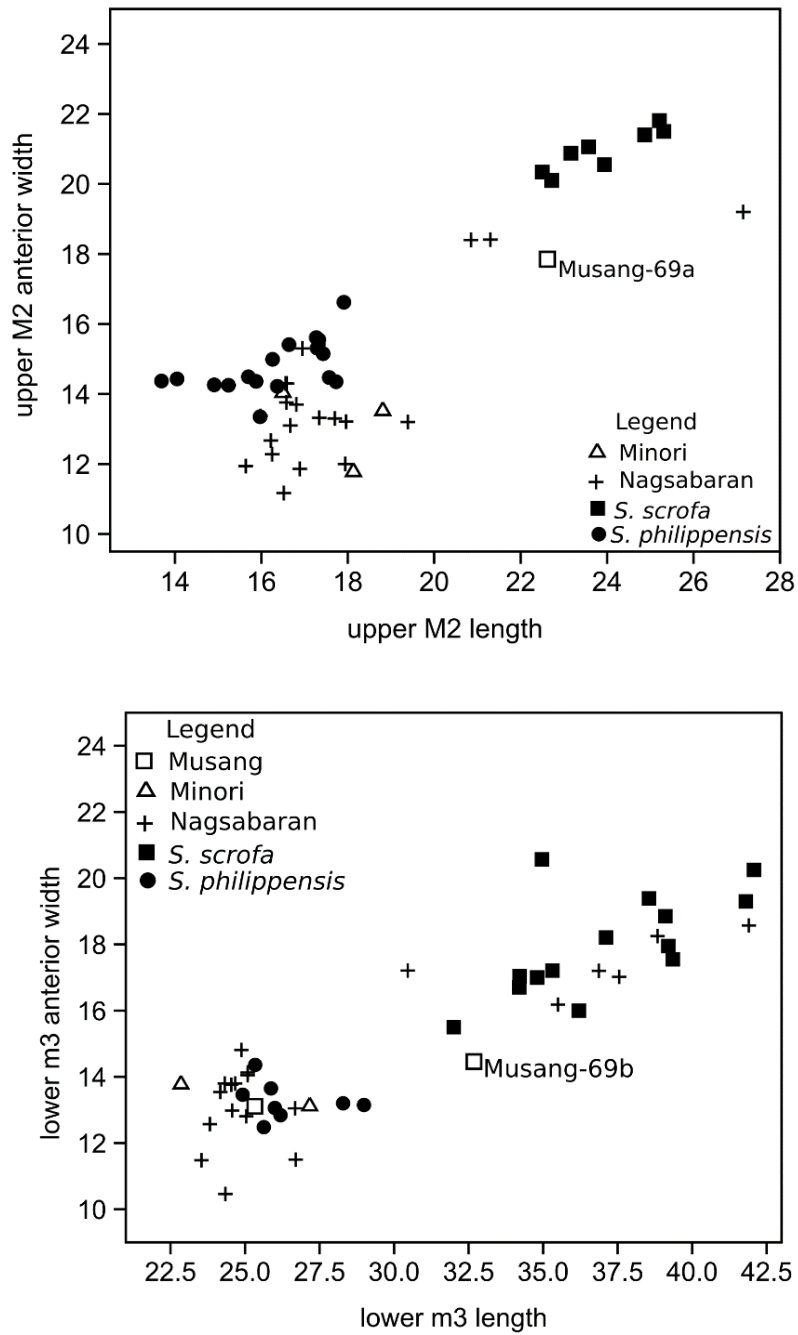 24
22
20
18
16
14
12
10
upper M2 anterior width
Musang-69a
Legend
Minori
Nagsabaran
S. scrofa
S. philippensis
14 16 18 20 22 24 26 28
upper M2 length
Legend
Musang
Minori
Nagsabaran
S. scrofa
S. philippensis
24
22
20
18
16
14
12
10
lower m3 anterior width
Musang-69b
22.5 25.0 27.5 30.0 32.5 35.0 37.5 40.0 42.5
lower m3 length